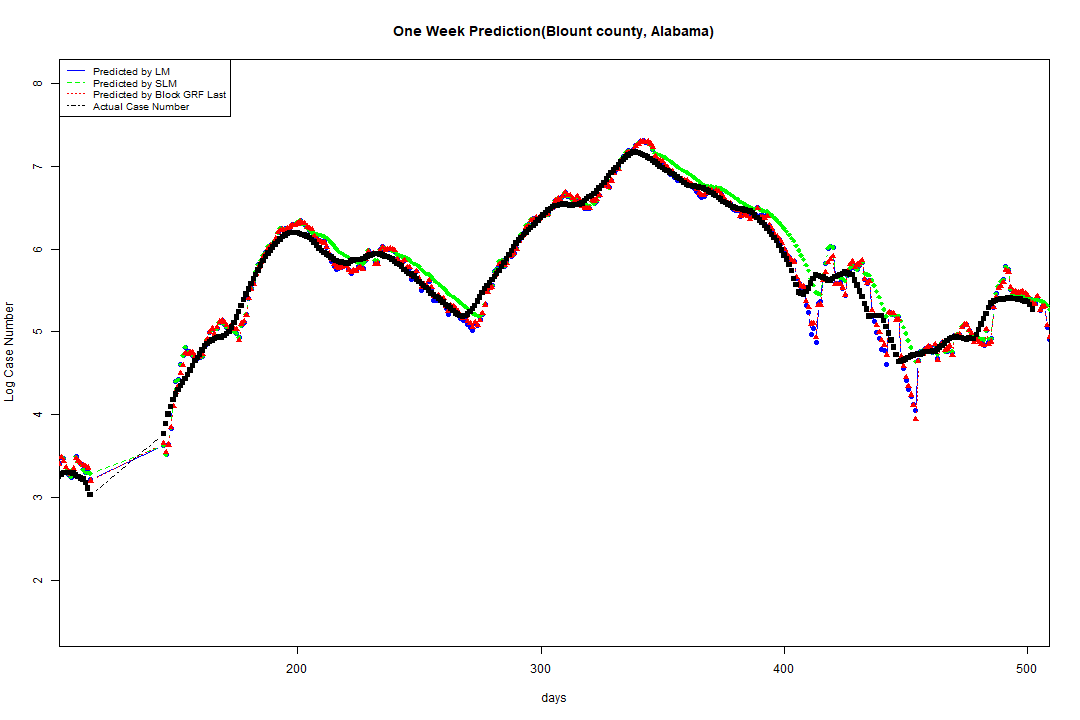 One Week Prediction(Blount county, Alabama)
Predicted by LM
Predicted by SLM
Predicted by Block GRF Last
Actual Case Number
8
7
6
5
4
3
2
Log Case Number
200
300
400
500
days